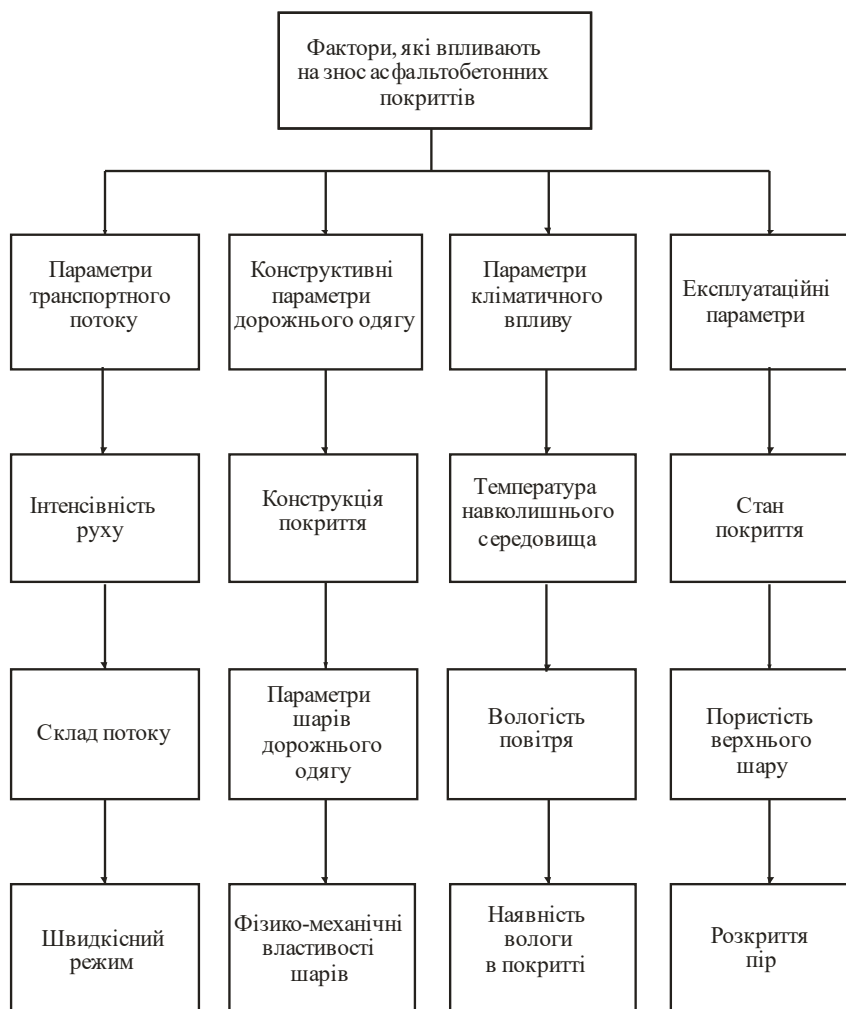 Фактори, які впливають
на знос асфальтобетонних
покриттів
Параметри
транспортного
потоку
Конструктивні
параметри
дорожнього одягу
Параметри
кліматичного
впливу
Експлуатаційні
параметри
Інтенсівність
руху
Конструкція
покриття
Температура
навколишнього
середовища
Стан
покриття
Склад потоку
Параметри
шарів
дорожнього
одягу
Вологість
повітря
Пористість
верхнього
шару
Швидкісний
режим
Фізико-механічні
властивості
шарів
Наявність
вологи
в покритті
Розкриття
пір